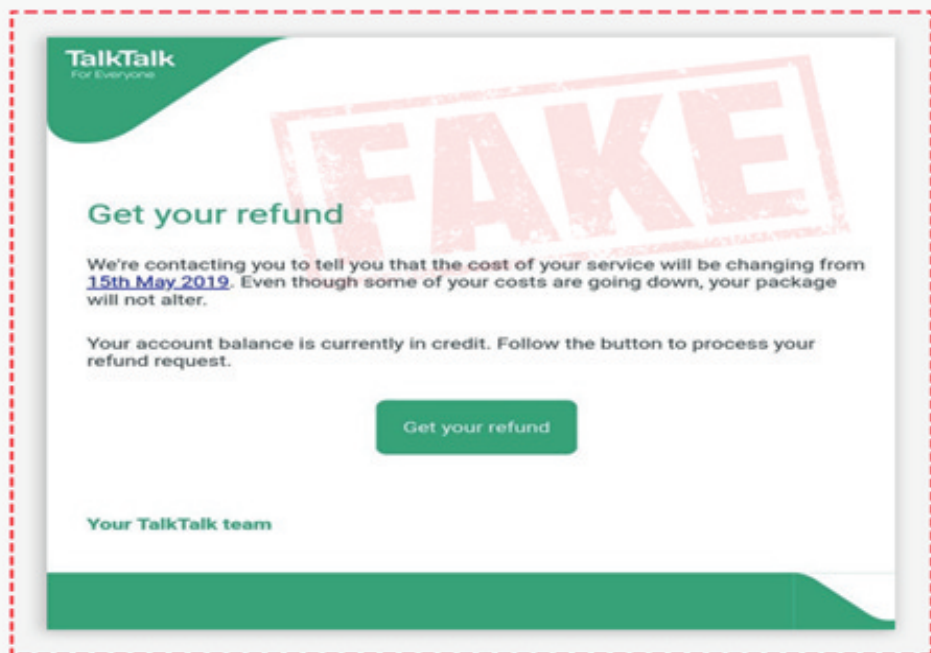 TalkTalk
For Everyone
FAKE
Get your refund
We're contacting you to tell you that the cost of your service will be changing from
15th May 2019. Even though some of your costs are going down, your package
will not alter.
Your account balance is currently in credit. Follow the button to process your
refund request.
Get your refund
Your TalkTalk team